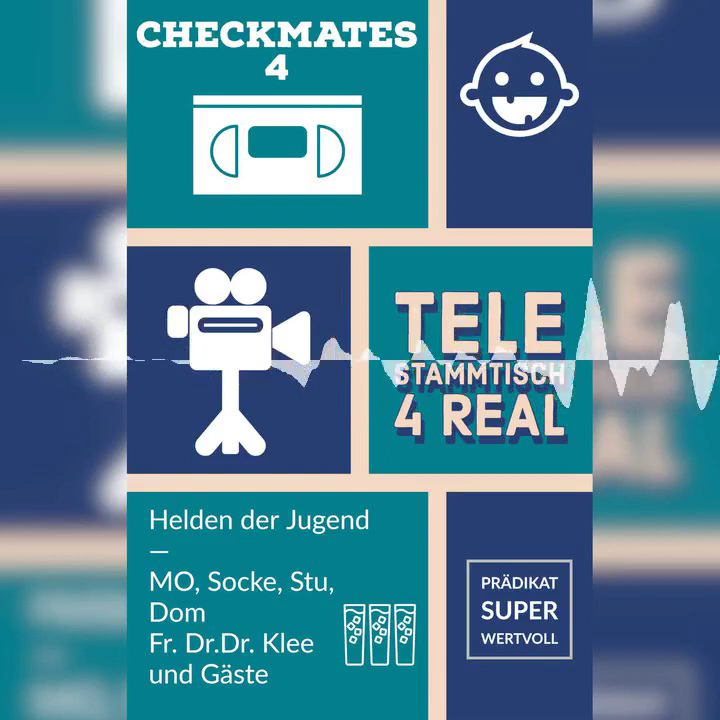 CHECKMATES
4
TELE
STAMMTISCH
4 REAL
Helden der Jugend
—
MO, Socke, Stu,
Dom
Fr. Dr.Dr. Klee
und Gäste
PRÄDIKAT
SUPER
WERTVOLL